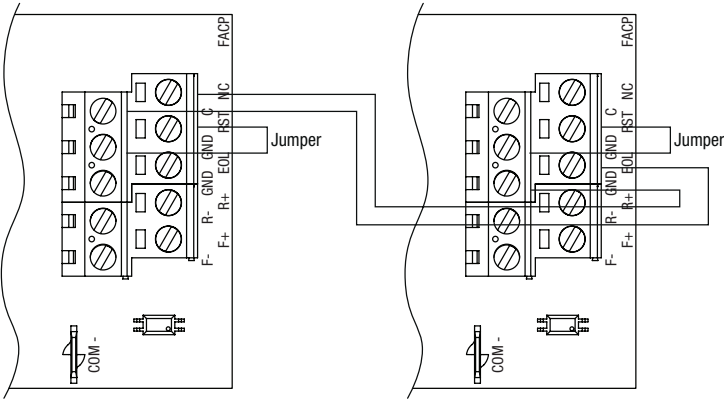 FACP
NC
C
RST
GND
EOL
GND
R+
R-
F+
F-
Jumper
COM -
FACP
NC
C
RST
GND
EOL
GND
R+
R-
F+
F-
Jumper
COM -